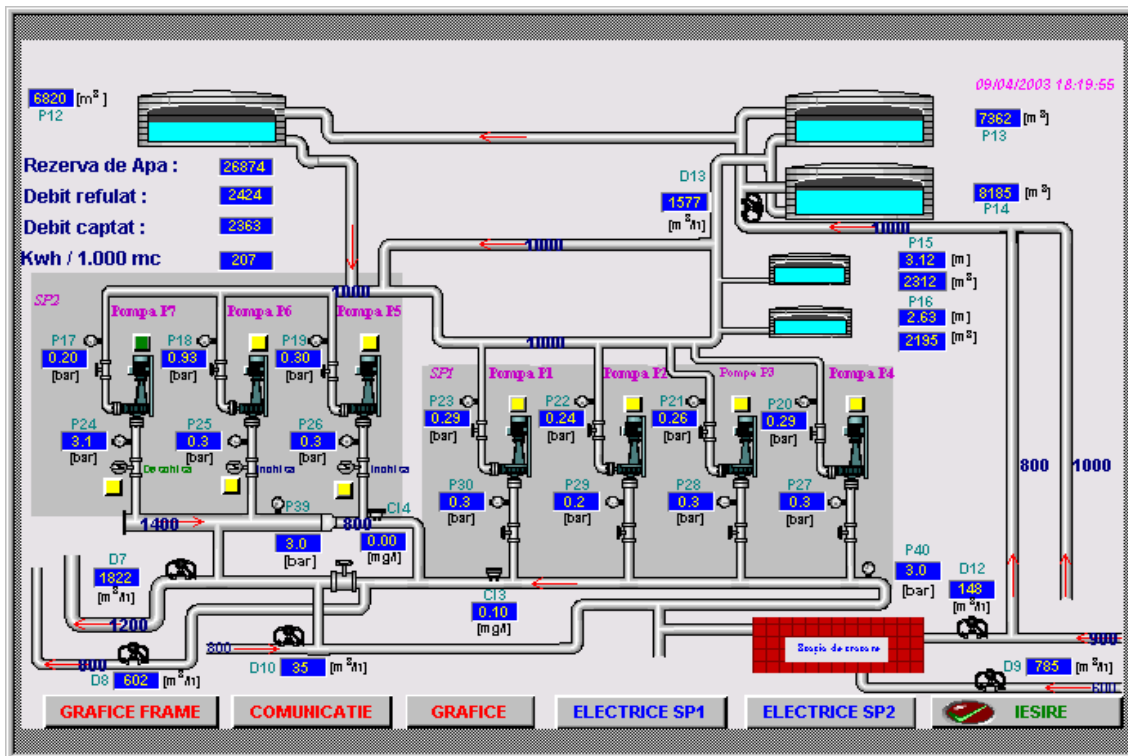 09/04/2003 18:19:55
6820 [m³]
P12
7362 [m³]
P13
Rezerva de Apa : 26874
D13
1577
[m³/h]
8185 [m³]
P14
Debit refulat : 2424
Debit captat : 2363
1000
1000
P15
3.12 [m]
2312 [m³]
Kwh / 1.000 mc 207
P16
2.63 [m]
2195 [m³]
SP2
1000
Pompa P7
Pompa P6
Pompa P5
P17
0.20
[bar]
P18
0.93
[bar]
P19
0.30
[bar]
1000
SP1
Pompa P1
Pompa P2
Pompa P3
Pompa P4
P23
0.29
[bar]
P22
0.24
[bar]
P21
0.26
[bar]
P20
0.29
[bar]
P24
3.1
[bar]
P25
0.3
[bar]
P26
0.3
[bar]
Deschisa
Inchisa
Inchisa
800
1000
P30
0.3
[bar]
P29
0.2
[bar]
P28
0.3
[bar]
P27
0.3
[bar]
P39
3.0
[bar]
1400
800
Cl4
0.00
[mg/l]
D7
1822
[m³/h]
P40
3.0
[bar]
D12
148
[m³/h]
Cl3
0.10
[mg/l]
1200
800
900
D10 35 [m³/h]
800
D8 602 [m³/h]
D9 785 [m³/h]
600
GRAFICE FRAME
COMUNICATIE
GRAFICE
ELECTRICE SP1
ELECTRICE SP2
IESIRE